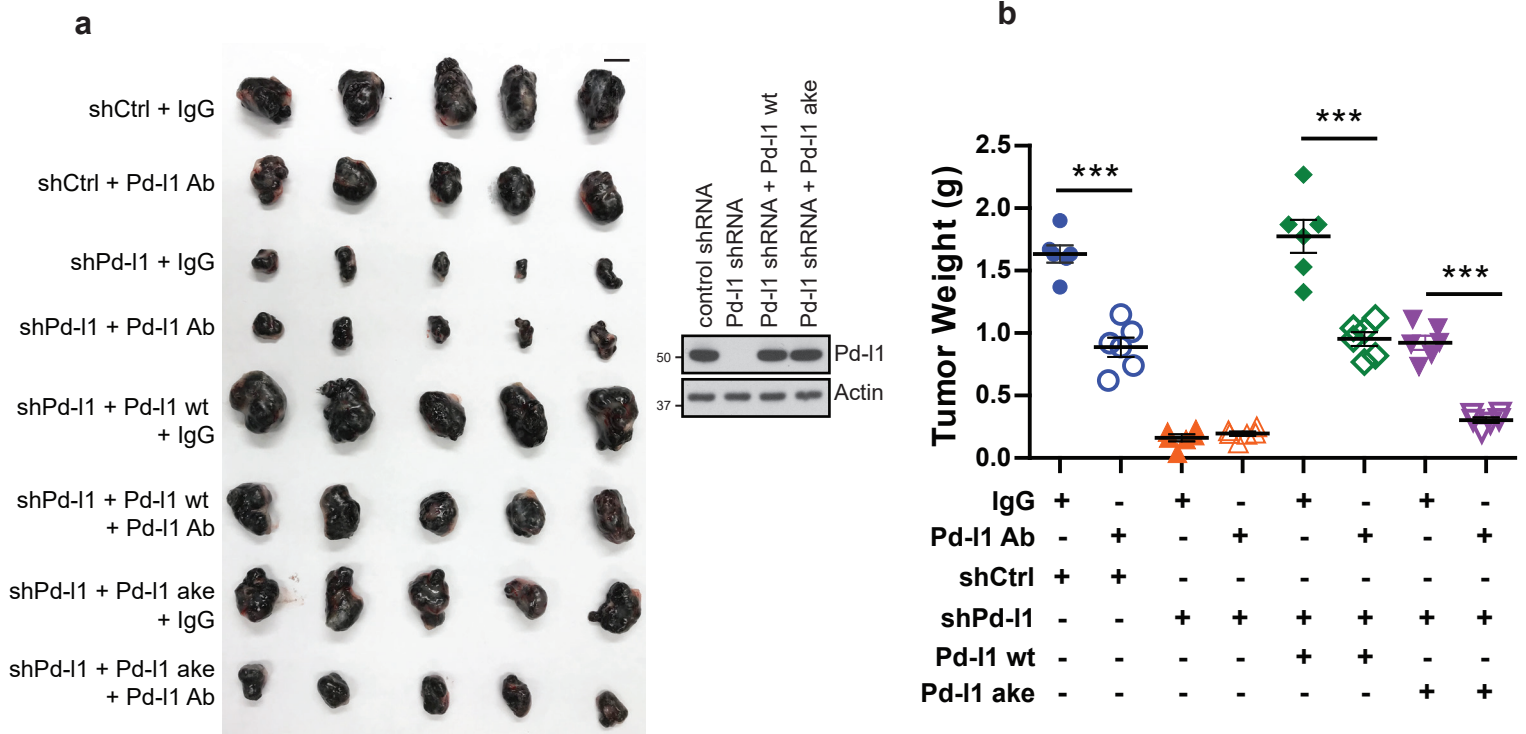 a
shCtrl + IgG
shCtrl + Pd-l1 Ab
shPd-l1 + IgG
shPd-l1 + Pd-l1 Ab
shPd-l1 + Pd-l1 wt
+ IgG
shPd-l1 + Pd-l1 wt
+ Pd-l1 Ab
shPd-l1 + Pd-l1 ake
+ IgG
shPd-l1 + Pd-l1 ake
+ Pd-l1 Ab
control shRNA
Pd-l1 shRNA
Pd-l1 shRNA + Pd-l1 wt
Pd-l1 shRNA + Pd-l1 ake
50
Pd-l1
37
Actin
b
Tumor Weight (g)
2.5
2.0
1.5
1.0
0.5
0.0
***
***
***
IgG + - + - + - + -
Pd-l1 Ab - + - + - + - +
shCtrl + + - - - - - -
shPd-l1 - - + + + + + +
Pd-l1 wt - - - - + + - -
Pd-l1 ake - - - - - - + +